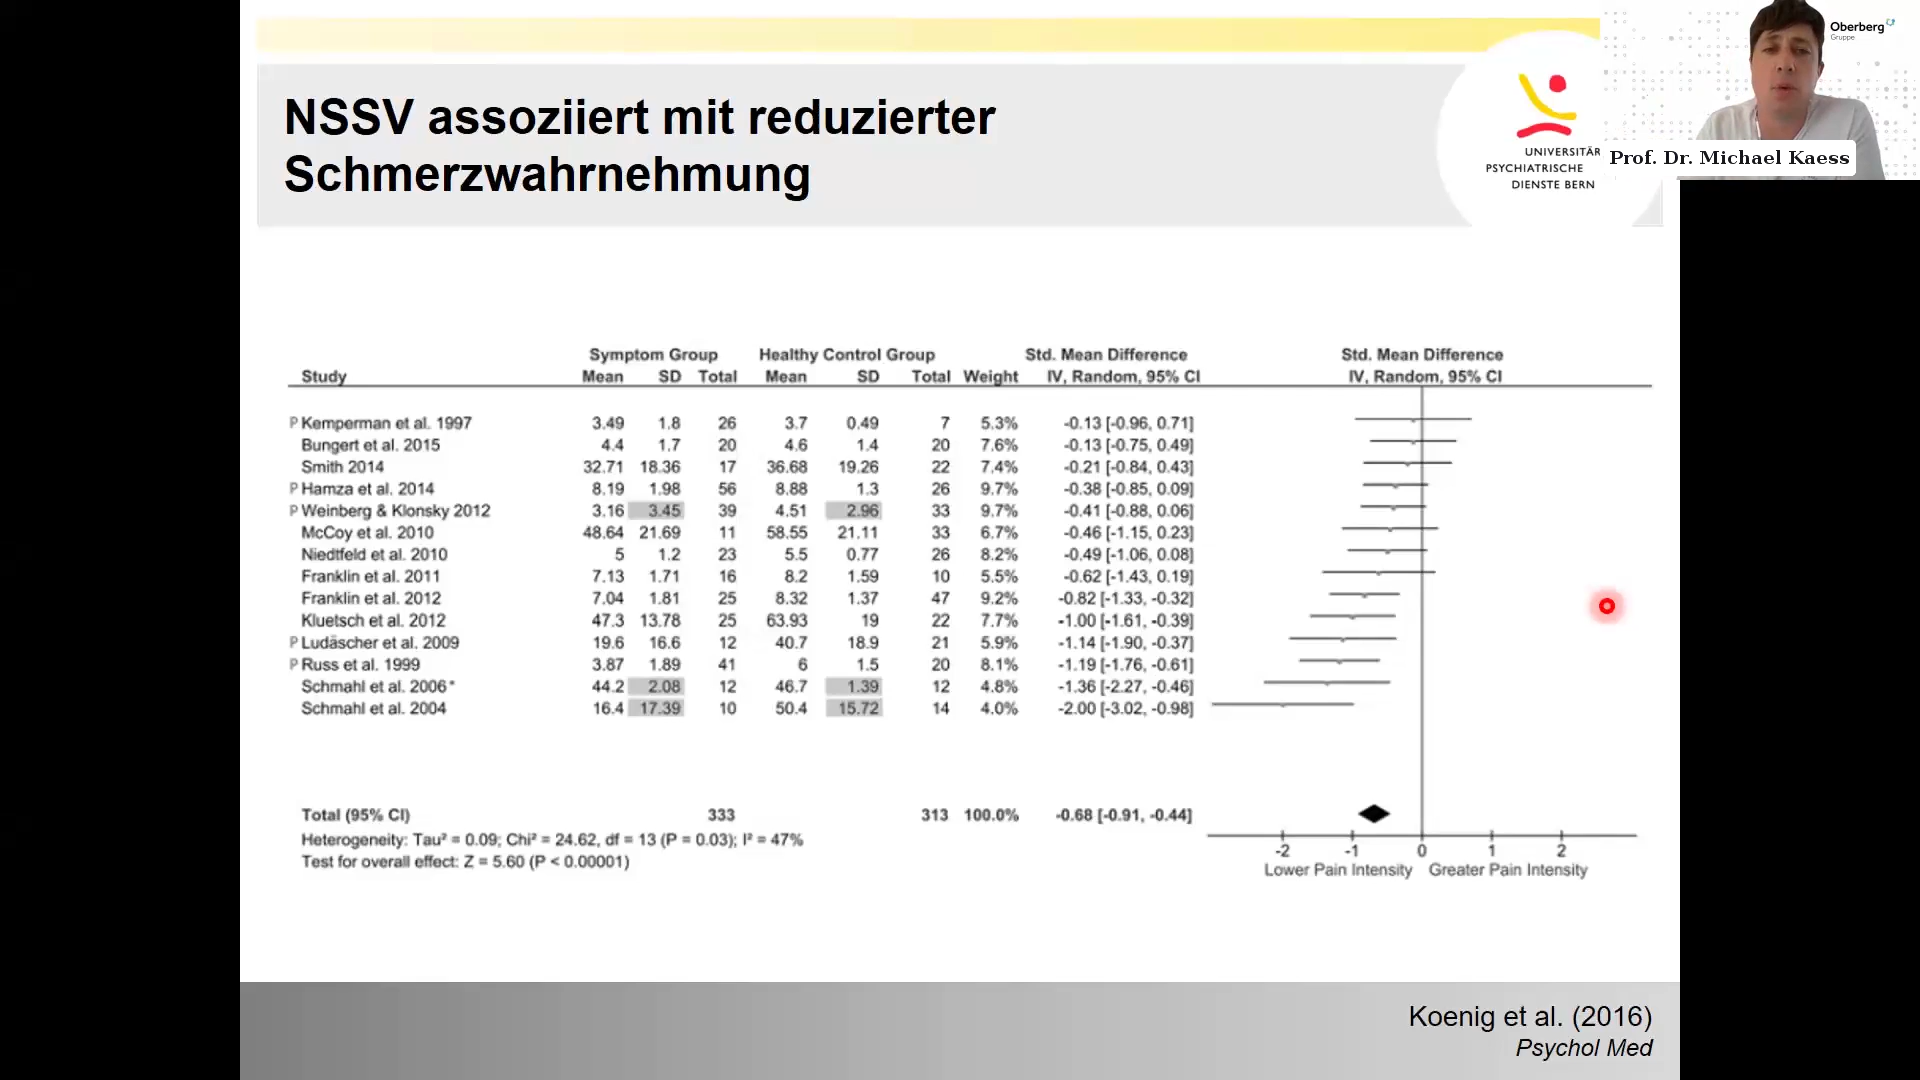 NSSV assoziiert mit reduzierter
Schmerzwahrnehmung
UNIVERSITÄR
PSYCHIATRISCHE
DIENSTE BERN
Oberberg
Gruppe
Prof. Dr. Michael Kaess
Symptom Group Healthy Control Group Std. Mean Difference Std. Mean Difference
Study Mean SD Total Mean SD Total Weight IV, Random, 95% CI IV, Random, 95% CI
P Kemperman et al. 1997 3.49 1.8 26 3.7 0.49 7 5.3% -0.13 [-0.96, 0.71]
Bungert et al. 2015 4.4 1.7 20 4.6 1.4 20 7.6% -0.13 [-0.75, 0.49]
Smith 2014 32.71 18.36 17 36.68 19.26 22 7.4% -0.21 [-0.84, 0.43]
P Hamza et al. 2014 8.19 1.98 56 8.88 1.3 26 9.7% -0.38 [-0.85, 0.09]
P Weinberg & Klonsky 2012 3.16 3.45 39 4.51 2.96 33 9.7% -0.41 [-0.88, 0.06]
McCoy et al. 2010 48.64 21.69 11 58.55 21.11 33 6.7% -0.46 [-1.15, 0.23]
Niedtfeld et al. 2010 5 1.2 23 5.5 0.77 26 8.2% -0.49 [-1.06, 0.08]
Franklin et al. 2011 7.13 1.71 16 8.2 1.59 10 5.5% -0.62 [-1.43, 0.19]
Franklin et al. 2012 7.04 1.81 25 8.32 1.37 47 9.2% -0.82 [-1.33, -0.32]
Kluetsch et al. 2012 47.3 13.78 25 63.93 19 22 7.7% -1.00 [-1.61, -0.39]
P Ludäscher et al. 2009 19.6 16.6 12 40.7 18.9 21 5.9% -1.14 [-1.90, -0.37]
P Russ et al. 1999 3.87 1.89 41 6 1.5 20 8.1% -1.19 [-1.76, -0.61]
Schmahl et al. 2006* 44.2 2.08 12 46.7 1.39 12 4.8% -1.36 [-2.27, -0.46]
Schmahl et al. 2004 16.4 17.39 10 50.4 15.72 14 4.0% -2.00 [-3.02, -0.98]
Total (95% CI) 333 313 100.0% -0.68 [-0.91, -0.44]
Heterogeneity: Tau² = 0.09; Chi² = 24.62, df = 13 (P = 0.03); I² = 47%
Test for overall effect: Z = 5.60 (P < 0.00001)
-2 -1 0 1 2
Lower Pain Intensity Greater Pain Intensity
Koenig et al. (2016)
Psychol Med